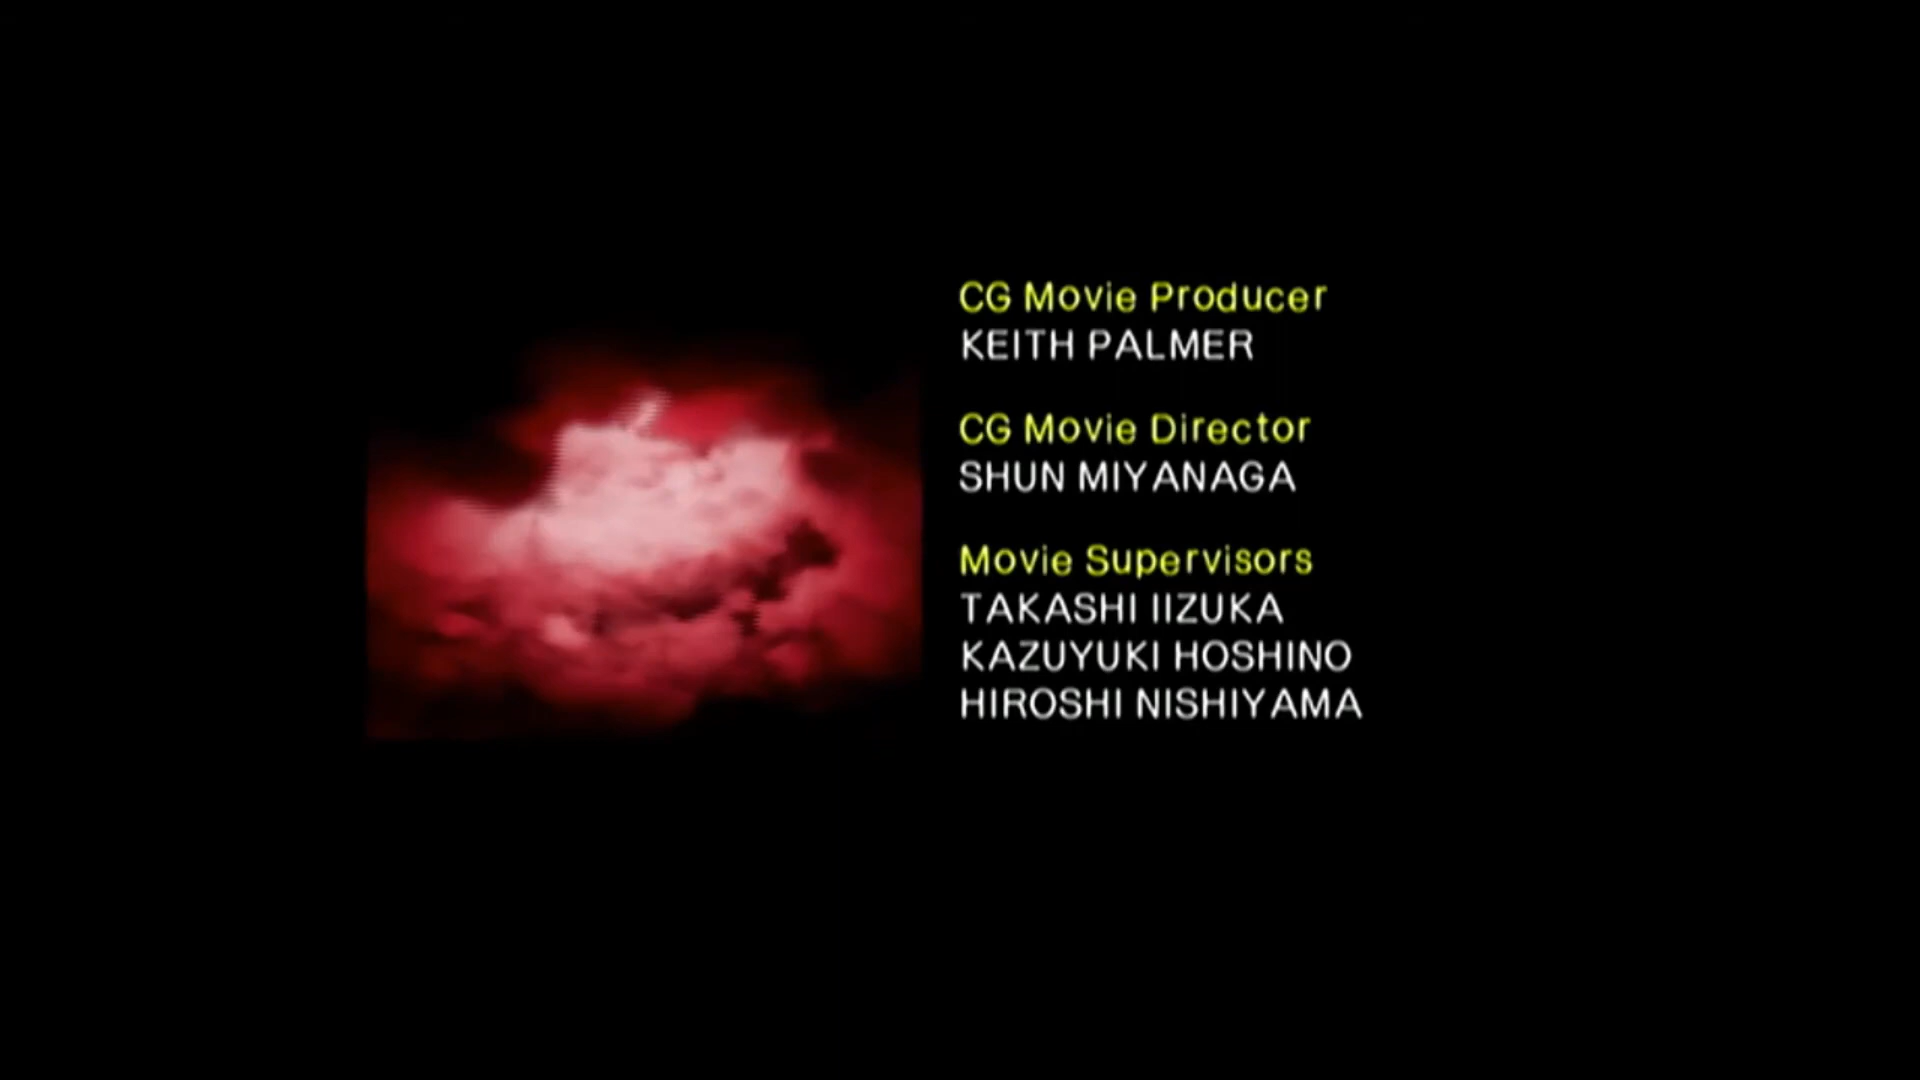 CG Movie Producer
KEITH PALMER
CG Movie Director
SHUN MIYANAGA
Movie Supervisors
TAKASHI IIZUKA
KAZUYUKI HOSHINO
HIROSHI NISHIYAMA